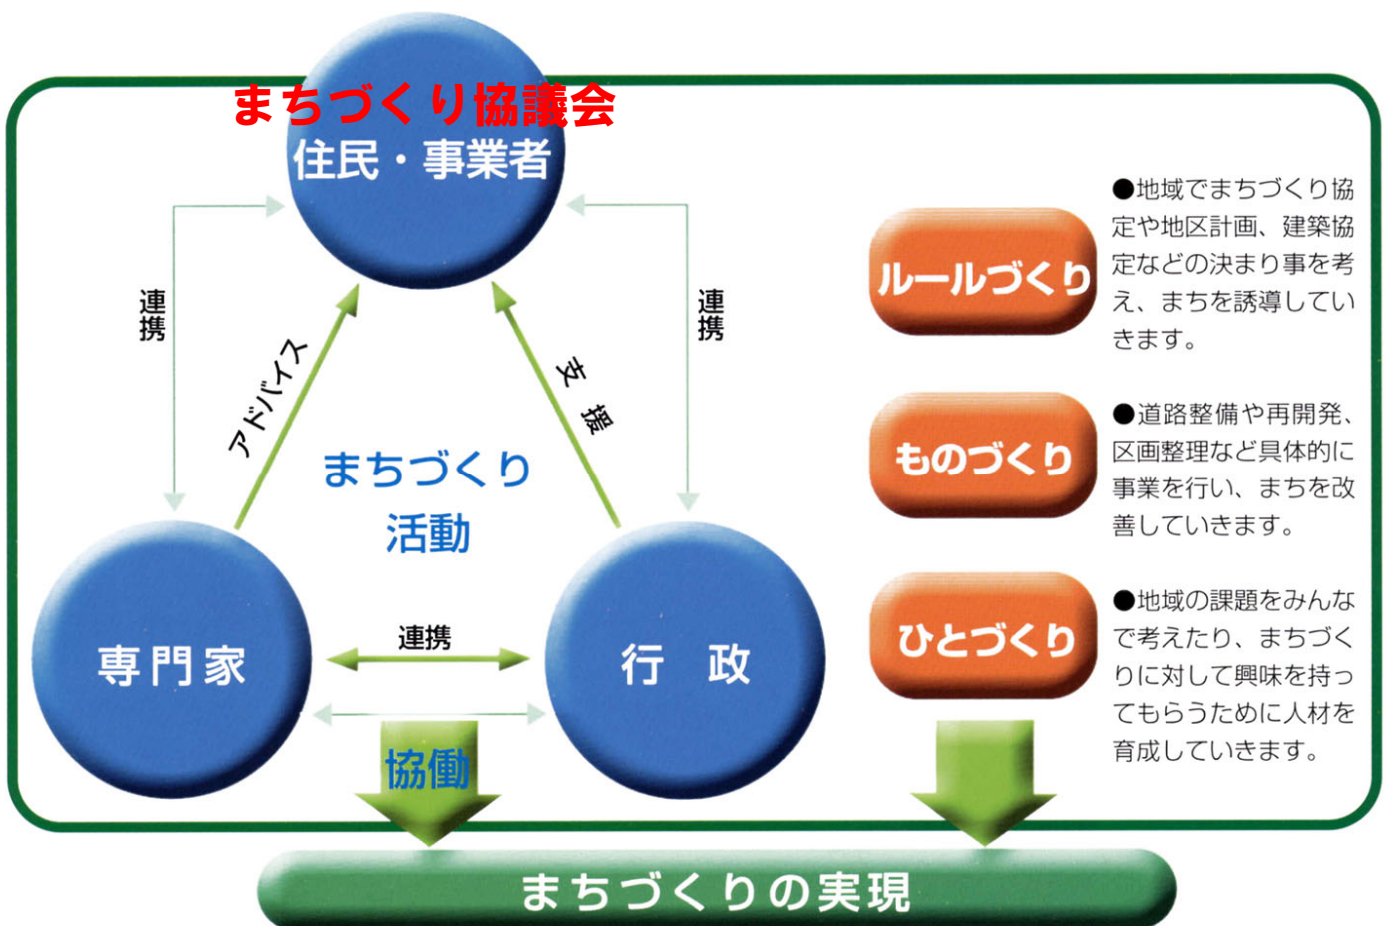 まちづくり協議会
住民・事業者
連携
連携
アドバイス
支援
まちづくり
活動
専門家
連携
行 政
協働
ルールづくり
●地域でまちづくり協
定や地区計画、建築協
定などの決まり事を考
え、まちを誘導してい
きます。
ものづくり
●道路整備や再開発、
区画整理など具体的に
事業を行い、まちを改
善していきます。
ひとづくり
●地域の課題をみんな
で考えたり、まちづく
りに対して興味を持っ
てもらうために人材を
育成していきます。
まちづくりの実現